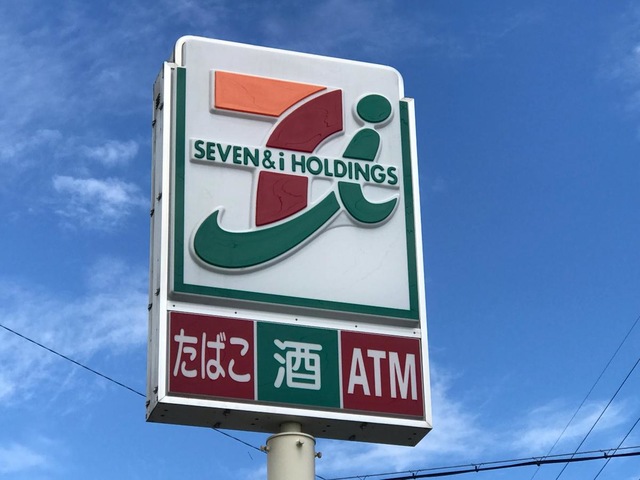 SEVEN & i HOLDINGS
たばこ 酒 ATM